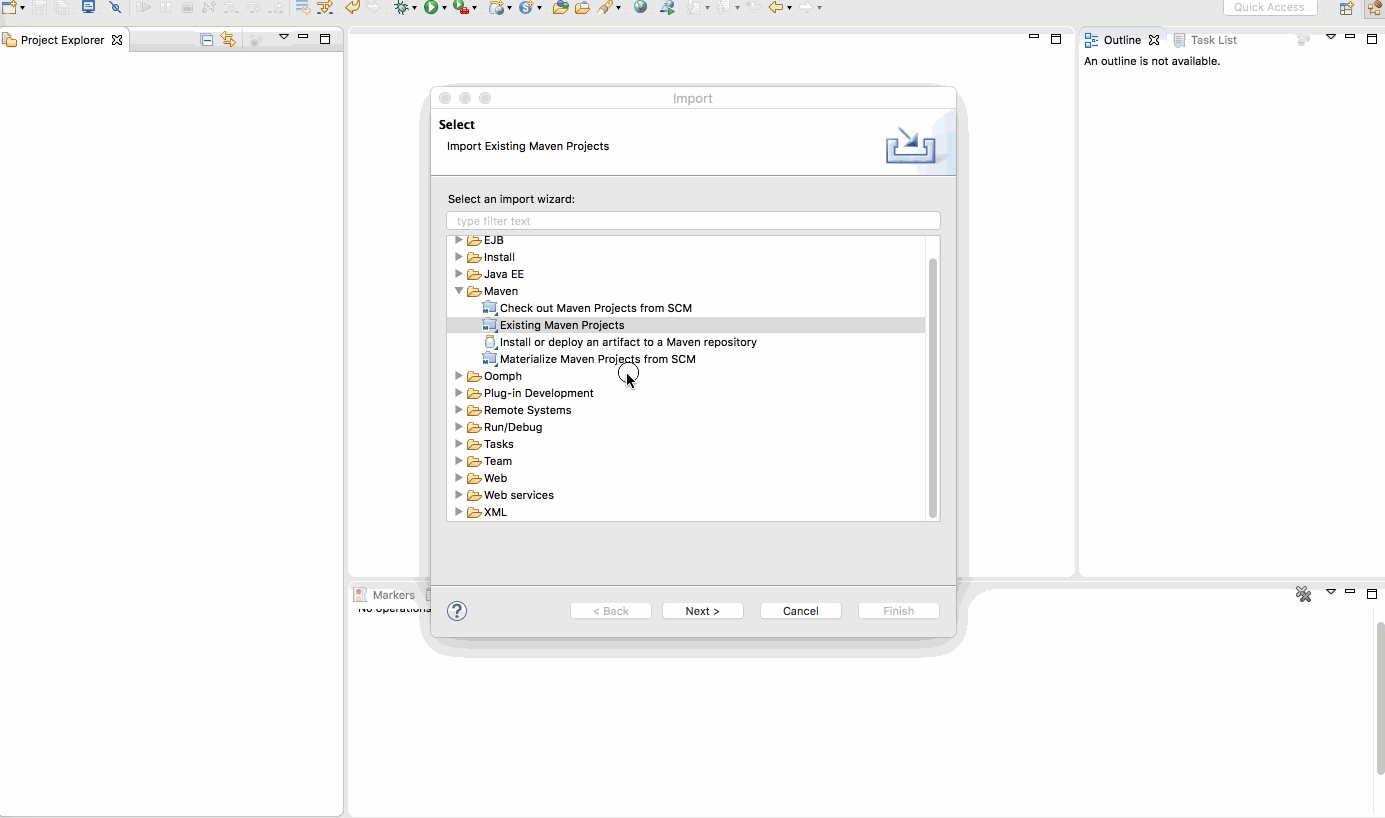 Quick Access
Project Explorer
Outline
Task List
An outline is not available.
Import
Select
Import Existing Maven Projects
Select an import wizard:
type filter text
EJB
Install
Java EE
Maven
Check out Maven Projects from SCM
Existing Maven Projects
Install or deploy an artifact to a Maven repository
Materialize Maven Projects from SCM
Oomph
Plug-in Development
Remote Systems
Run/Debug
Tasks
Team
Web
Web services
XML
Markers
No operations
< Back
Next >
Cancel
Finish